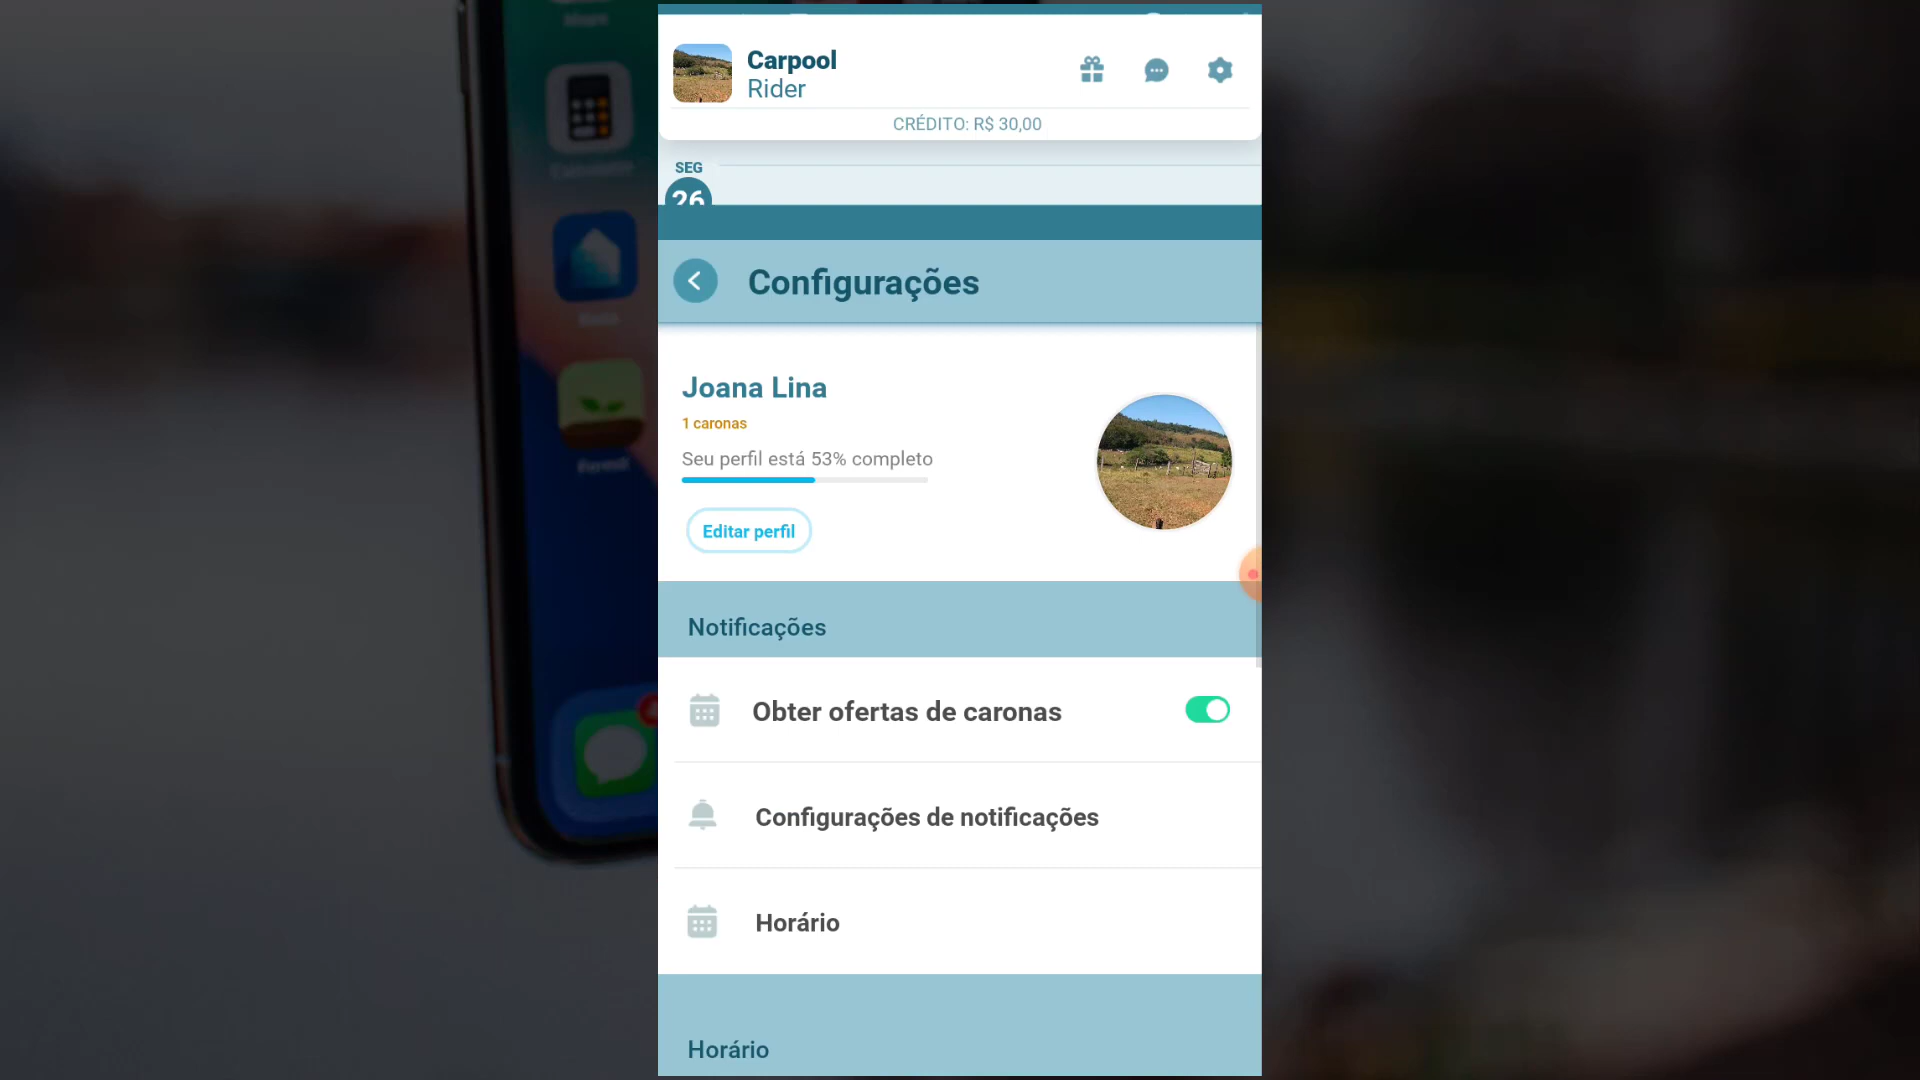 Carpool
Rider
CRÉDITO: R$ 30,00
SEG
26
Configurações
Joana Lina
1 caronas
Seu perfil está 53% completo
Editar perfil
Notificações
Obter ofertas de caronas
Configurações de notificações
Horário
Horário